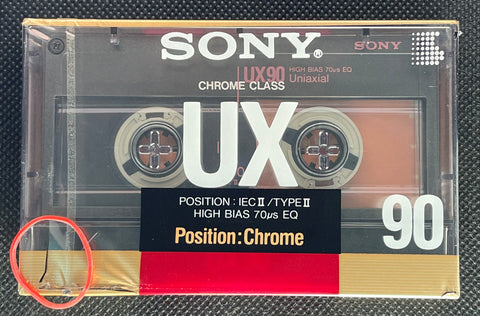 SONY®
SONY
UX90 HIGH BIAS 70µs EQ
Uniaxial
CHROME CLASS
UX
POSITION : IEC II / TYPE II
HIGH BIAS 70µs EQ
Position: Chrome
90